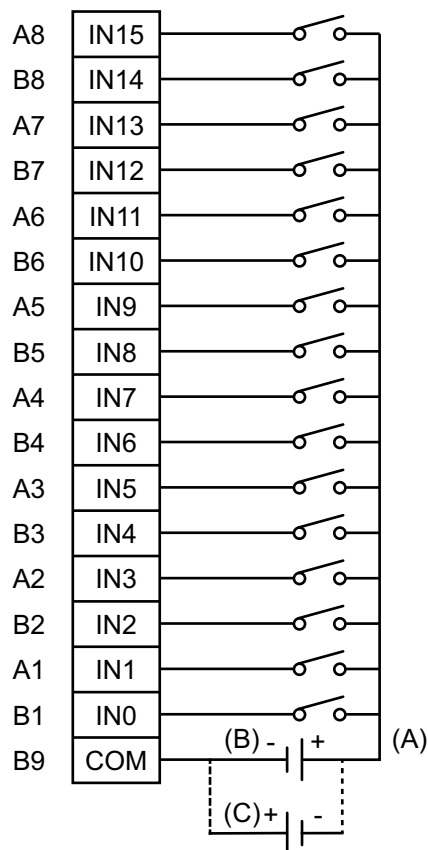 A8 IN15
B8 IN14
A7 IN13
B7 IN12
A6 IN11
B6 IN10
A5 IN9
B5 IN8
A4 IN7
B4 IN6
A3 IN5
B3 IN4
A2 IN3
B2 IN2
A1 IN1
B1 IN0
B9 COM (B) - + (A)
(C) + -